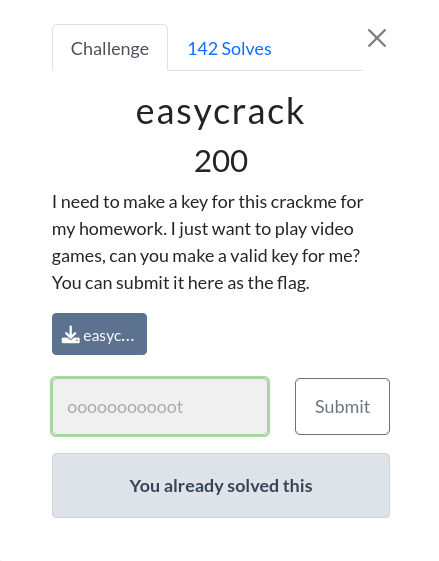 Challenge
142 Solves
easycrack
200
I need to make a key for this crackme for
my homework. I just want to play video
games, can you make a valid key for me?
You can submit it here as the flag.
easyc...
ooooooooooot
Submit
You already solved this